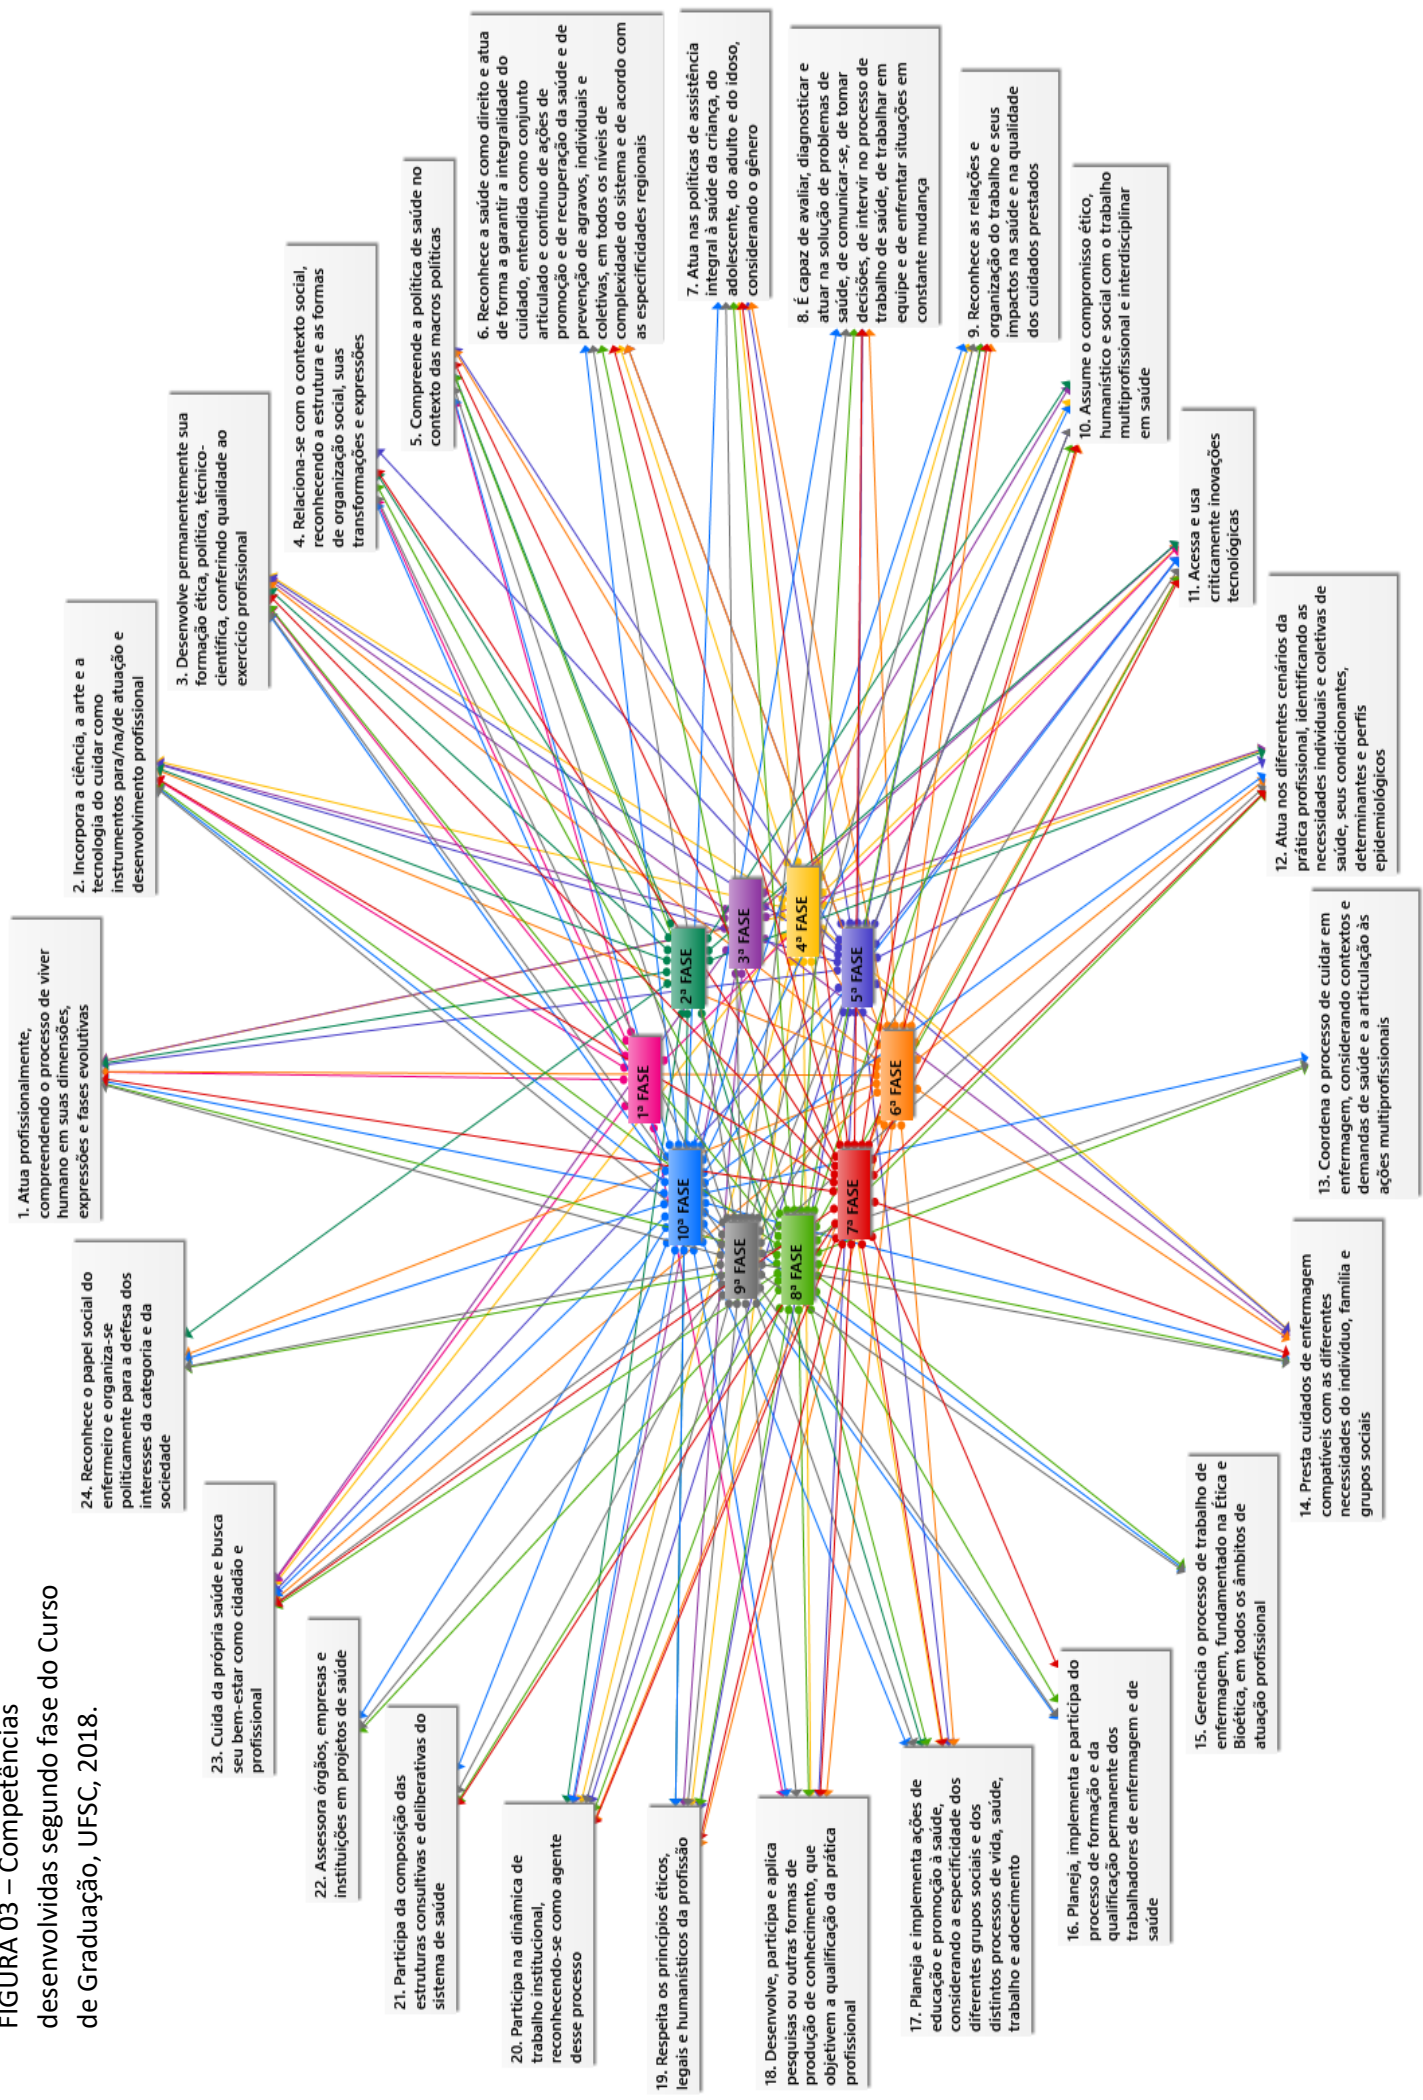 FIGURA 03 – Competências
desenvolvidas segundo fase do Curso
de Graduação, UFSC, 2018.
1. Atua profissionalmente,
compreendendo o processo de viver
humano em suas dimensões,
expressões e fases evolutivas
2. Incorpora a ciência, a arte e a
tecnologia do cuidar como
instrumentos para/na/de atuação e
desenvolvimento profissional
3. Desenvolve permanentemente sua
formação ética, política, técnico-
científica, conferindo qualidade ao
exercício profissional
4. Relaciona-se com o contexto social,
reconhecendo a estrutura e as formas
de organização social, suas
transformações e expressões
5. Compreende a política de saúde no
contexto das macros políticas
6. Reconhece a saúde como direito e atua
de forma a garantir a integralidade do
cuidado, entendida como conjunto
articulado e contínuo de ações de
promoção e de recuperação da saúde e de
prevenção de agravos, individuais e
coletivas, em todos os níveis de
complexidade do sistema e de acordo com
as especificidades regionais
7. Atua nas políticas de assistência
integral à saúde da criança, do
adolescente, do adulto e do idoso,
considerando o gênero
8. É capaz de avaliar, diagnosticar e
atuar na solução de problemas de
saúde, de comunicar-se, de tomar
decisões, de intervir no processo de
trabalho de saúde, de trabalhar em
equipe e de enfrentar situações em
constante mudança
9. Reconhece as relações e
organização do trabalho e seus
impactos na saúde e na qualidade
dos cuidados prestados
10. Assume o compromisso ético,
humanístico e social com o trabalho
multiprofissional e interdisciplinar
em saúde
11. Acessa e usa
criticamente inovações
tecnológicas
12. Atua nos diferentes cenários da
prática profissional, identificando as
necessidades individuais e coletivas de
saúde, seus condicionantes,
determinantes e perfis
epidemiológicos
13. Coordena o processo de cuidar em
enfermagem, considerando contextos e
demandas de saúde e a articulação às
ações multiprofissionais
14. Presta cuidados de enfermagem
compatíveis com as diferentes
necessidades do indivíduo, família e
grupos sociais
15. Gerencia o processo de trabalho de
enfermagem, fundamentado na Ética e
Bioética, em todos os âmbitos de
atuação profissional
16. Planeja, implementa e participa do
processo de formação e da
qualificação permanente dos
trabalhadores de enfermagem e de
saúde
17. Planeja e implementa ações de
educação e promoção à saúde,
considerando a especificidade dos
diferentes grupos sociais e dos
distintos processos de vida, saúde,
trabalho e adoecimento
18. Desenvolve, participa e aplica
pesquisas ou outras formas de
produção de conhecimento, que
objetivem a qualificação da prática
profissional
19. Respeita os princípios éticos,
legais e humanísticos da profissão
20. Participa na dinâmica de
trabalho institucional,
reconhecendo-se como agente
desse processo
21. Participa da composição das
estruturas consultivas e deliberativas do
sistema de saúde
22. Assessora órgãos, empresas e
instituições em projetos de saúde
23. Cuida da própria saúde e busca
seu bem-estar como cidadão e
profissional
24. Reconhece o papel social do
enfermeiro e organiza-se
politicamente para a defesa dos
interesses da categoria e da
sociedade
1ª FASE
2ª FASE
3ª FASE
4ª FASE
5ª FASE
6ª FASE
7ª FASE
8ª FASE
9ª FASE
10ª FASE